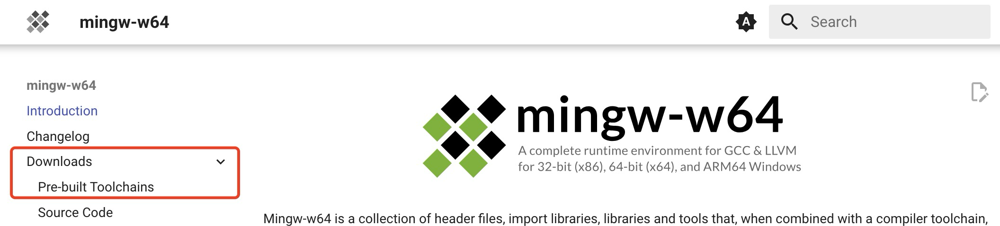 mingw-w64
A
Search
mingw-w64
Introduction
Changelog
Downloads
Pre-built Toolchains
Source Code
mingw-w64
A complete runtime environment for GCC & LLVM
for 32-bit (x86), 64-bit (x64), and ARM64 Windows
Mingw-w64 is a collection of header files, import libraries, libraries and tools that, when combined with a compiler toolchain,